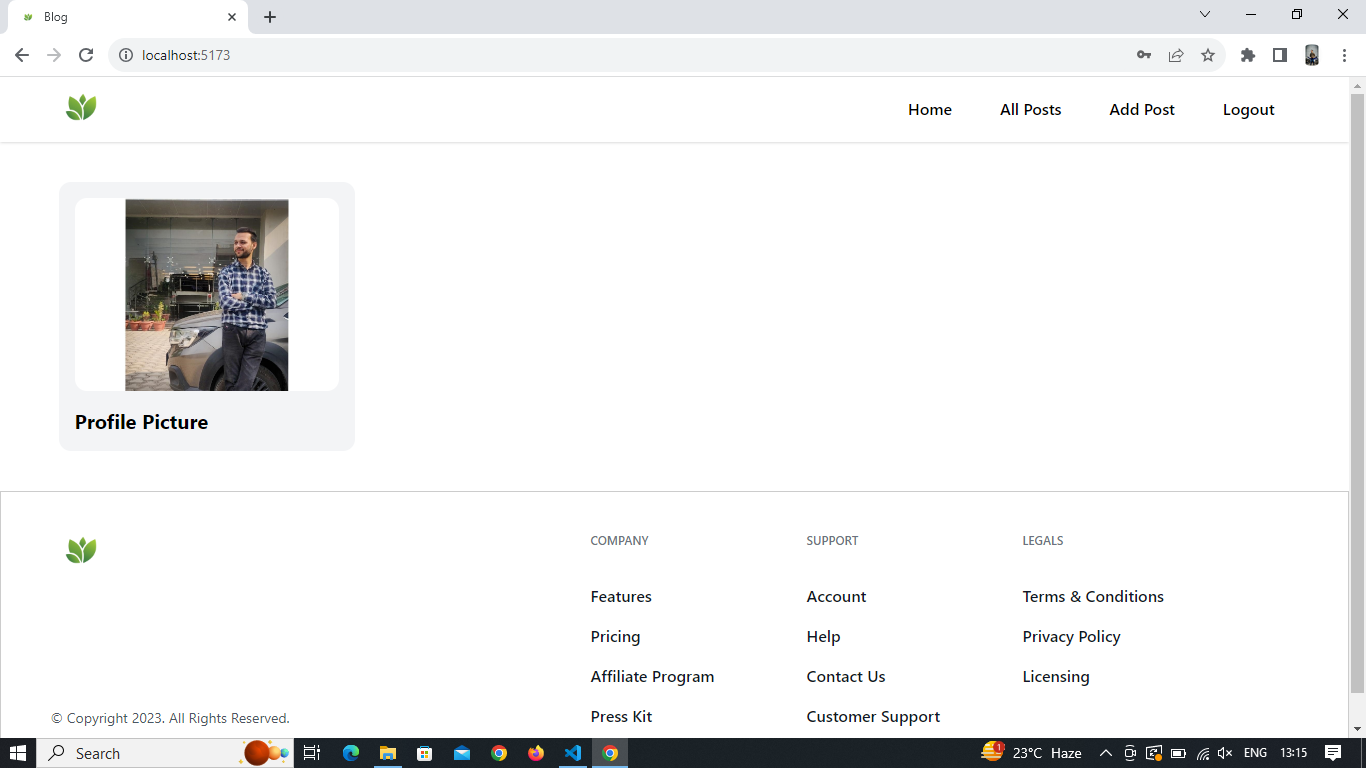 Blog
localhost:5173
Home All Posts Add Post Logout
Profile Picture
COMPANY SUPPORT LEGALS
Features Account Terms & Conditions
Pricing Help Privacy Policy
Affiliate Program Contact Us Licensing
Press Kit Customer Support
© Copyright 2023. All Rights Reserved.
Search 1 23°C Haze ENG 13:15